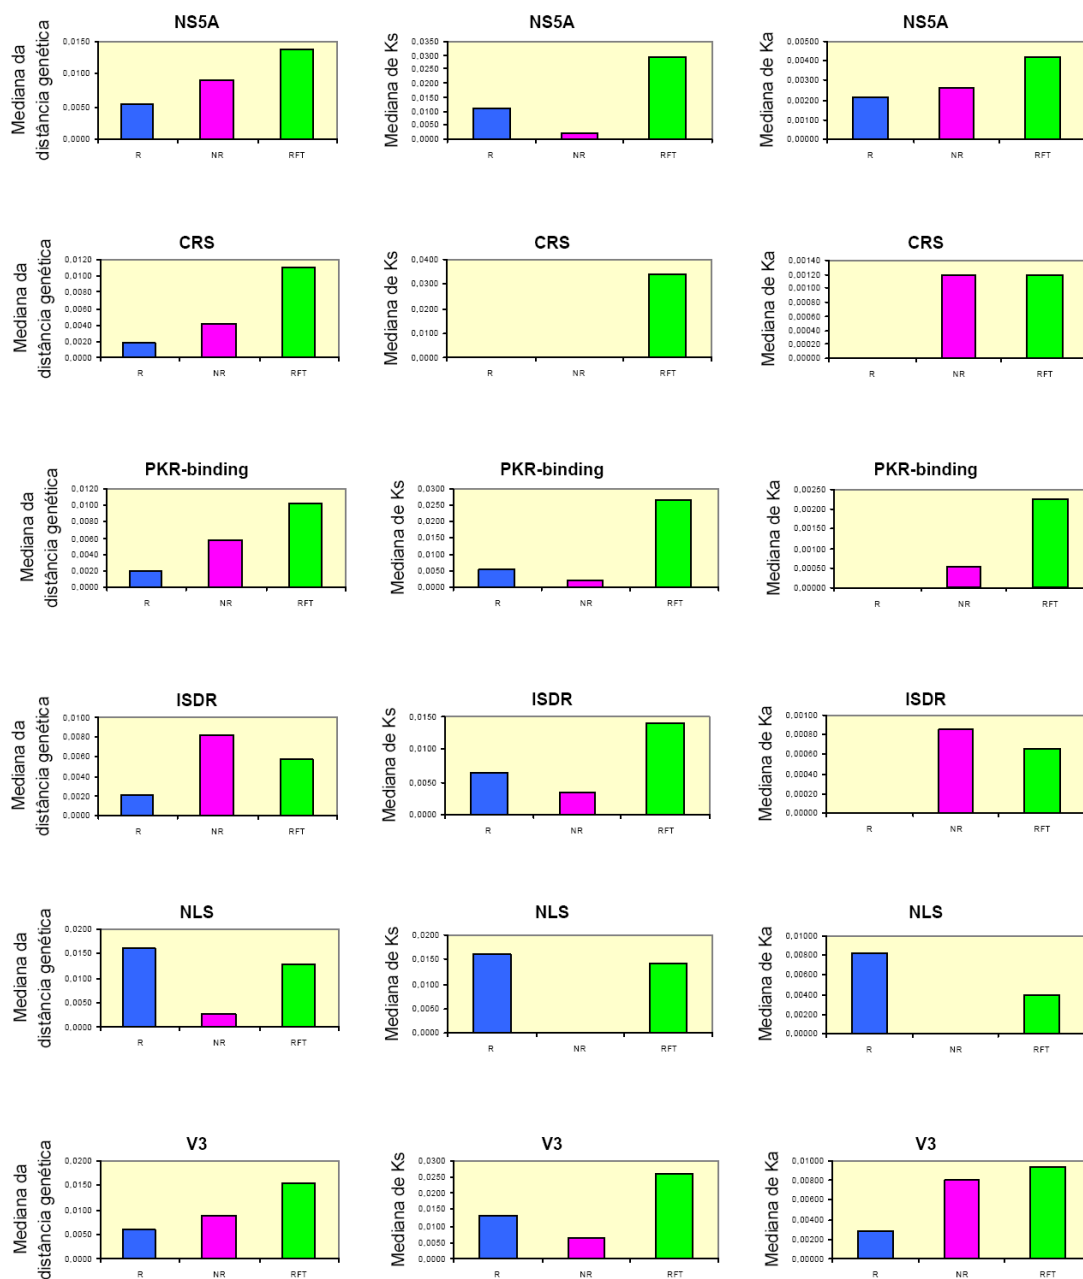 NS5A
Mediana da
distância genética
0,0150
0,0100
0,0050
0,0000
R NR RFT
NS5A
Mediana de Ks
0,0350
0,0300
0,0250
0,0200
0,0150
0,0100
0,0050
0,0000
R NR RFT
NS5A
Mediana de Ka
0,00500
0,00400
0,00300
0,00200
0,00100
0,00000
R NR RFT
CRS
Mediana da
distância genética
0,0120
0,0100
0,0080
0,0060
0,0040
0,0020
0,0000
R NR RFT
CRS
Mediana de Ks
0,0400
0,0300
0,0200
0,0100
0,0000
R NR RFT
CRS
Mediana de Ka
0,00140
0,00120
0,00100
0,00080
0,00060
0,00040
0,00020
0,00000
R NR RFT
PKR-binding
Mediana da
distância genética
0,0120
0,0100
0,0080
0,0060
0,0040
0,0020
0,0000
R NR RFT
PKR-binding
Mediana de Ks
0,0300
0,0250
0,0200
0,0150
0,0100
0,0050
0,0000
R NR RFT
PKR-binding
Mediana de Ka
0,00250
0,00200
0,00150
0,00100
0,00050
0,00000
R NR RFT
ISDR
Mediana da
distância genética
0,0100
0,0080
0,0060
0,0040
0,0020
0,0000
R NR RFT
ISDR
Mediana de Ks
0,0150
0,0100
0,0050
0,0000
R NR RFT
ISDR
Mediana de Ka
0,00100
0,00080
0,00060
0,00040
0,00020
0,00000
R NR RFT
NLS
Mediana da
distância genética
0,0200
0,0150
0,0100
0,0050
0,0000
R NR RFT
NLS
Mediana de Ks
0,0200
0,0150
0,0100
0,0050
0,0000
R NR RFT
NLS
Mediana de Ka
0,01000
0,00800
0,00600
0,00400
0,00200
0,00000
R NR RFT
V3
Mediana da
distância genética
0,0200
0,0150
0,0100
0,0050
0,0000
R NR RFT
V3
Mediana de Ks
0,0300
0,0250
0,0200
0,0150
0,0100
0,0050
0,0000
R NR RFT
V3
Mediana de Ka
0,01000
0,00800
0,00600
0,00400
0,00200
0,00000
R NR RFT